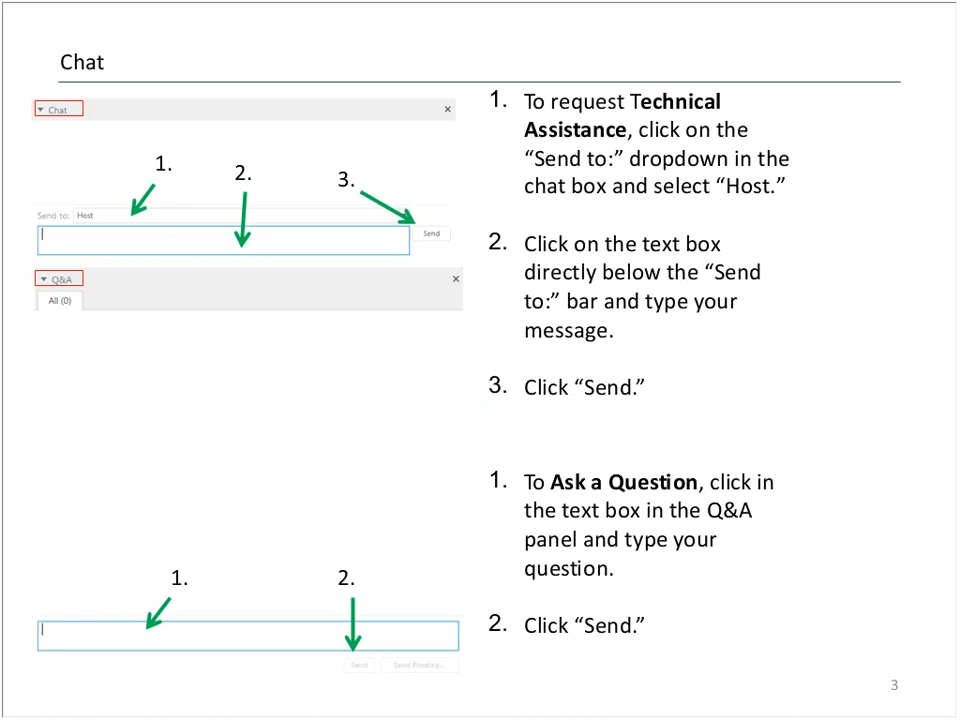 Chat
Chat
1.
2.
3.
Send to: Host
Send
Q&A
All (0)
1.
2.
Send
Send Privately...
1. To request Technical
Assistance, click on the
“Send to:” dropdown in the
chat box and select “Host.”
2. Click on the text box
directly below the “Send
to:” bar and type your
message.
3. Click “Send.”
1. To Ask a Question, click in
the text box in the Q&A
panel and type your
question.
2. Click “Send.”
3